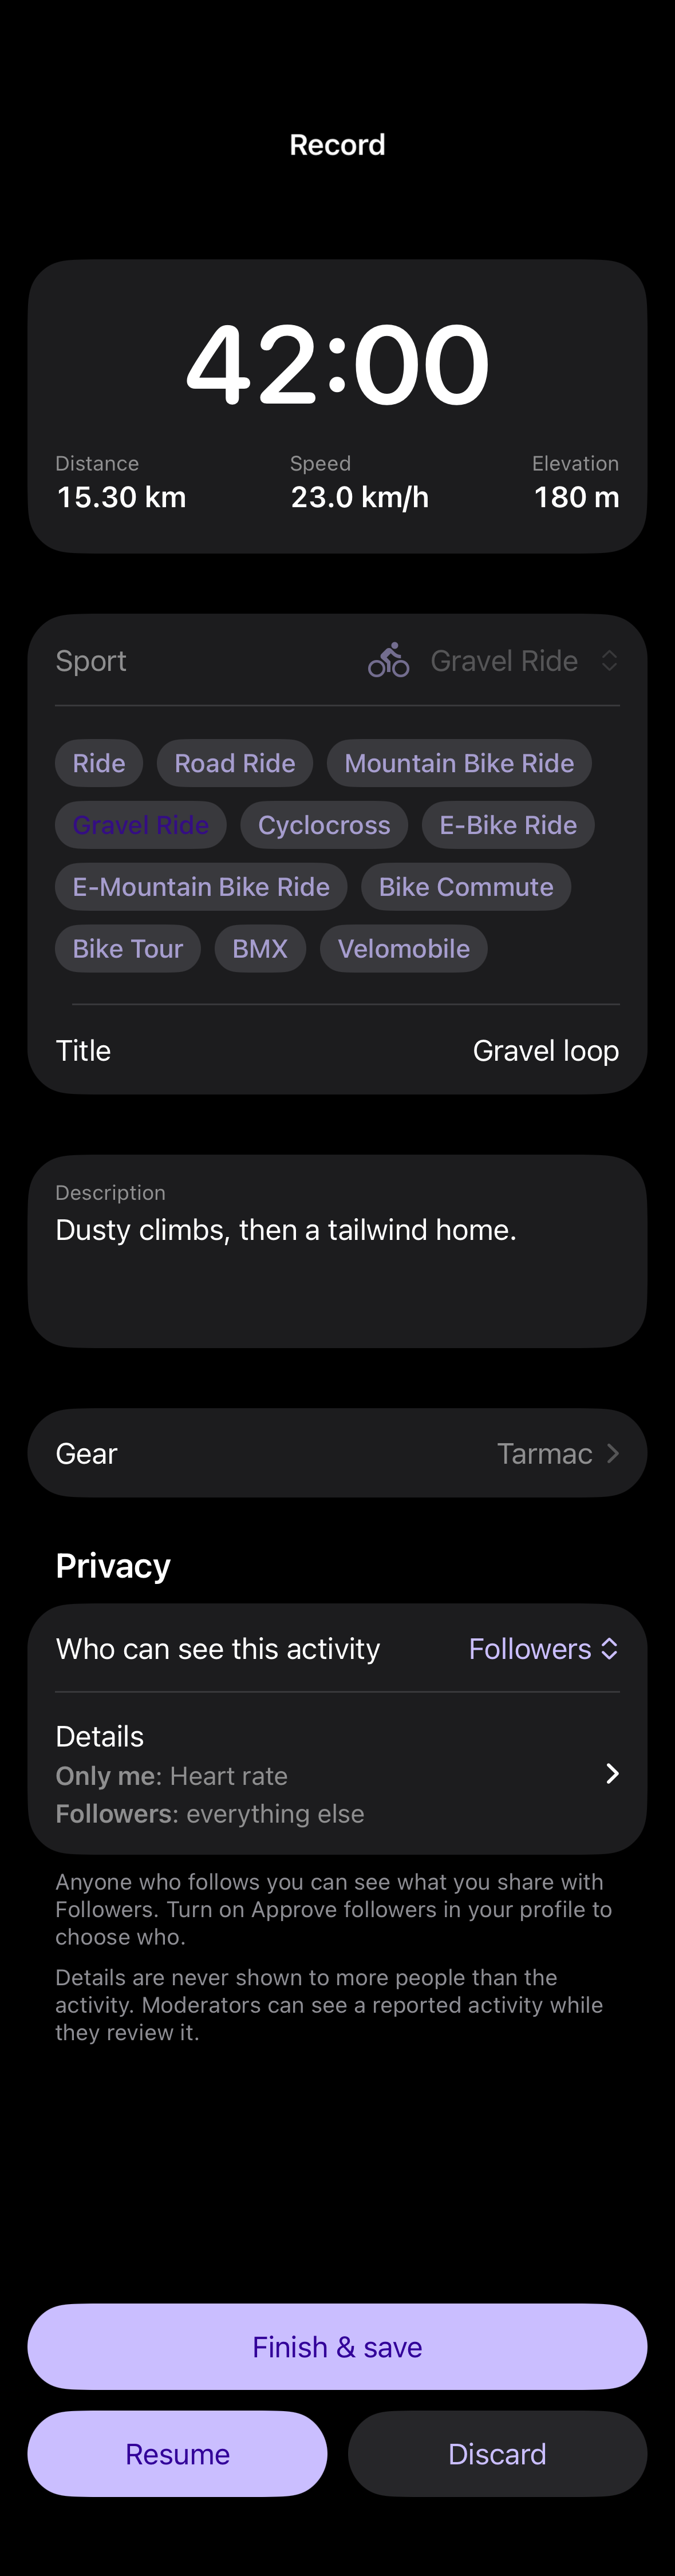 Record
42:00
Distance Speed Elevation
15.30 km 23.0 km/h 180 m
Sport Gravel Ride
Ride Road Ride Mountain Bike Ride
Gravel Ride Cyclocross E-Bike Ride
E-Mountain Bike Ride Bike Commute
Bike Tour BMX Velomobile
Title Gravel loop
Description
Dusty climbs, then a tailwind home.
Gear Tarmac
Privacy
Who can see this activity Followers
Details
Only me: Heart rate
Followers: everything else
Anyone who follows you can see what you share with
Followers. Turn on Approve followers in your profile to
choose who.
Details are never shown to more people than the
activity. Moderators can see a reported activity while
they review it.
Finish & save
Resume Discard